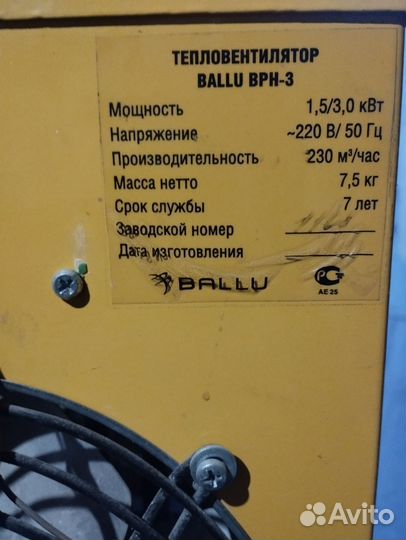 ТЕПЛОВЕНТИЛЯТОР
BALLU BPH-3
Мощность 1,5/3,0 кВт
Напряжение ~220 В/ 50 Гц
Производительность 230 м³/час
Масса нетто 7,5 кг
Срок службы 7 лет
Заводской номер
Дата изготовления
BALLU
АЕ 25
Avito